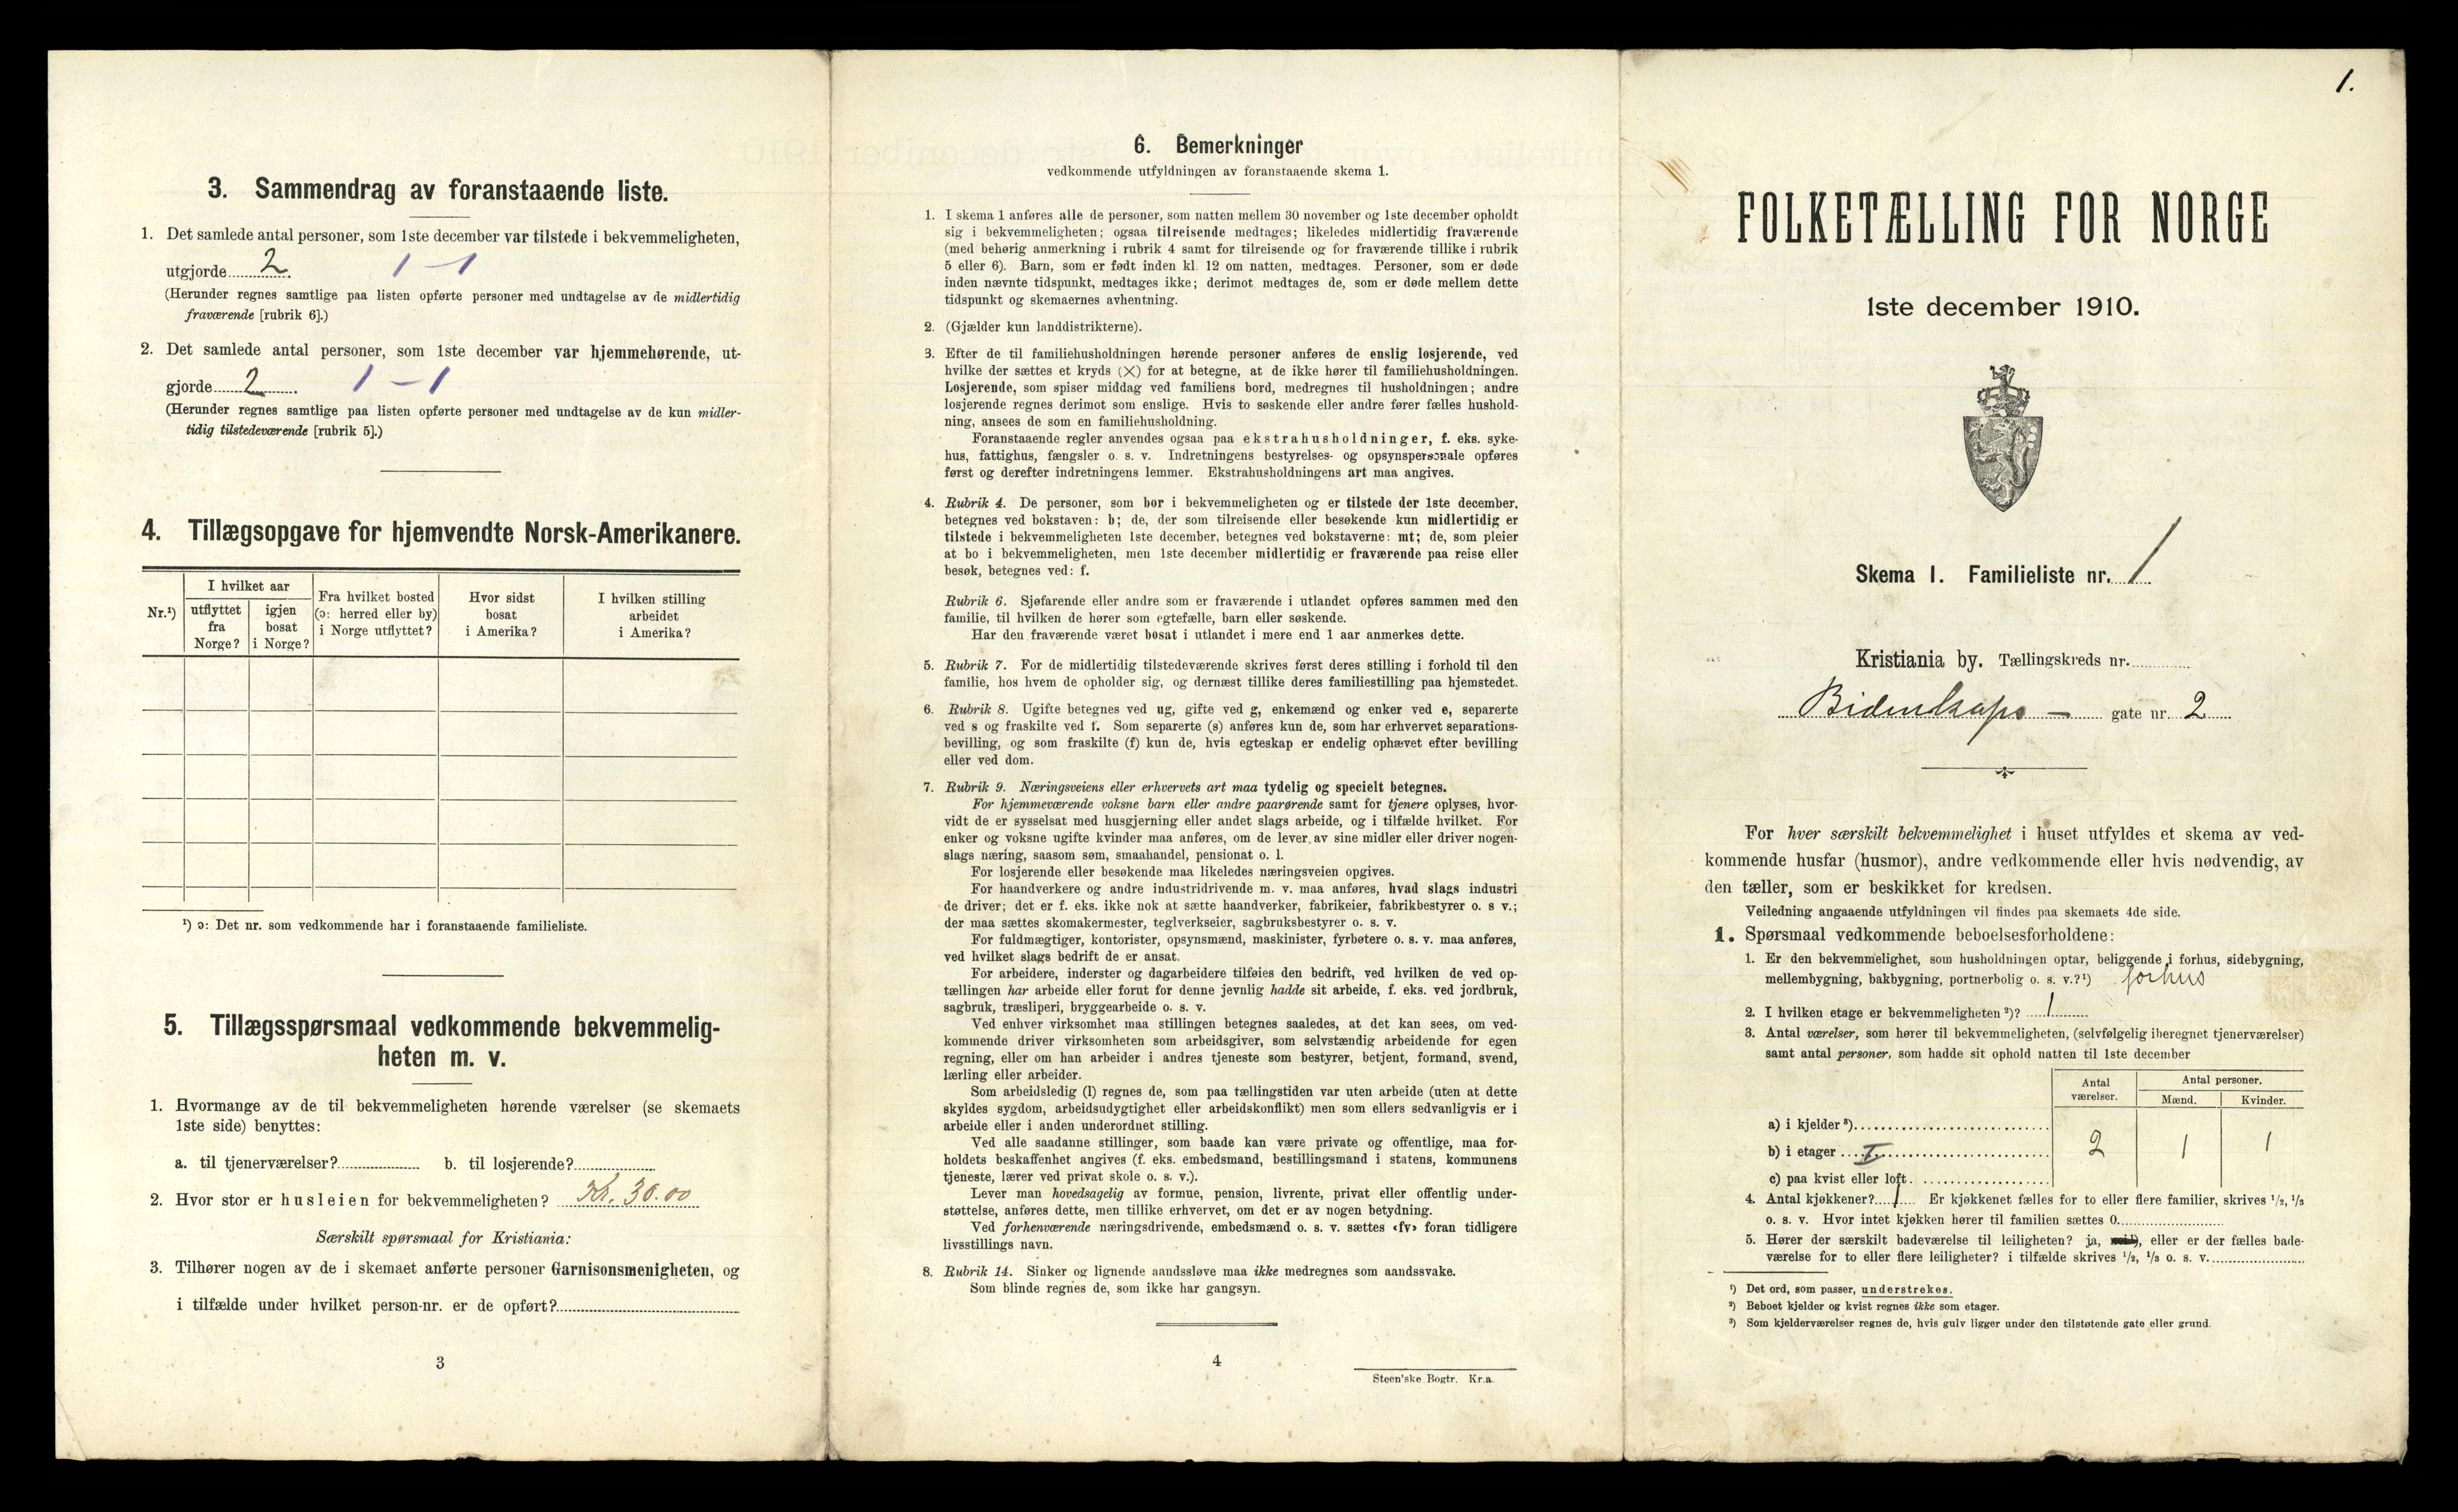 3. Sammendrag av foranstaaende liste.
1. Det samlede antal personer, som 1ste december var tilstede i bekvemmeligheten,
utgjorde 2. 1 – 1
(Herunder regnes samtlige paa listen opførte personer med undtagelse av de midlertidig
fraværende [rubrik 6].)
2. Det samlede antal personer, som 1ste december var hjemmehørende, ut-
gjorde 2. 1 – 1
(Herunder regnes samtlige paa listen opførte personer med undtagelse av de kun midler-
tidig tilstedeværende [rubrik 5].)
4. Tillægsopgave for hjemvendte Norsk-Amerikanere.
Nr.¹)
I hvilket aar
utflyttet
fra
Norge?
igjen
bosat
i Norge?
Fra hvilket bosted
(ɔ: herred eller by)
i Norge utflyttet?
Hvor sidst
bosat
i Amerika?
I hvilken stilling
arbeidet
i Amerika?
¹) ɔ: Det nr. som vedkommende har i foranstaaende familieliste.
5. Tillægsspørsmaal vedkommende bekvemmelig-
heten m. v.
1. Hvormange av de til bekvemmeligheten hørende værelser (se skemaets
1ste side) benyttes:
a. til tjenerværelser? b. til losjerende?
2. Hvor stor er husleien for bekvemmeligheten? Kr. 30.00
Særskilt spørsmaal for Kristiania:
3. Tilhører nogen av de i skemaet anførte personer Garnisonsmenigheten, og
i tilfælde under hvilket person-nr. er de opført?
3
6. Bemerkninger
vedkommende utfyldningen av foranstaaende skema 1.
1. I skema 1 anføres alle de personer, som natten mellem 30 november og 1ste december opholdt
sig i bekvemmeligheten; ogsaa tilreisende medtages; likeledes midlertidig fraværende
(med behørig anmerkning i rubrik 4 samt for tilreisende og for fraværende tillike i rubrik
5 eller 6). Barn, som er født inden kl. 12 om natten, medtages. Personer, som er døde
inden nævnte tidspunkt, medtages ikke; derimot medtages de, som er døde mellem dette
tidspunkt og skemaernes avhentning.
2. (Gjælder kun landdistrikterne).
3. Efter de til familiehusholdningen hørende personer anføres de enslig losjerende, ved
hvilke der sættes et kryds (×) for at betegne, at de ikke hører til familiehusholdningen.
Losjerende, som spiser middag ved familiens bord, medregnes til husholdningen; andre
losjerende regnes derimot som enslige. Hvis to søskende eller andre fører fælles hushold-
ning, ansees de som en familiehusholdning.
Foranstaaende regler anvendes ogsaa paa ekstrahusholdninger, f. eks. syke-
hus, fattighus, fængsler o. s. v. Indretningens bestyrelses- og opsynspersonale opføres
først og derefter indretningens lemmer. Ekstrahusholdningens art maa angives.
4. Rubrik 4. De personer, som bor i bekvemmeligheten og er tilstede der 1ste december,
betegnes ved bokstaven: b; de, der som tilreisende eller besøkende kun midlertidig er
tilstede i bekvemmeligheten 1ste december, betegnes ved bokstaverne: mt; de, som pleier
at bo i bekvemmeligheten, men 1ste december midlertidig er fraværende paa reise eller
besøk, betegnes ved: f.
Rubrik 6. Sjøfarende eller andre som er fraværende i utlandet opføres sammen med den
familie, til hvilken de hører som egtefælle, barn eller søskende.
Har den fraværende været bosat i utlandet i mere end 1 aar anmerkes dette.
5. Rubrik 7. For de midlertidig tilstedeværende skrives først deres stilling i forhold til den
familie, hos hvem de opholder sig, og dernæst tillike deres familiestilling paa hjemstedet.
6. Rubrik 8. Ugifte betegnes ved ug, gifte ved g, enkemænd og enker ved e, separerte
ved s og fraskilte ved f. Som separerte (s) anføres kun de, som har erhvervet separations-
bevilling, og som fraskilte (f) kun de, hvis egteskap er endelig ophævet efter bevilling
eller ved dom.
7. Rubrik 9. Næringsveiens eller erhvervets art maa tydelig og specielt betegnes.
For hjemmeværende voksne barn eller andre paarørende samt for tjenere oplyses, hvor-
vidt de er sysselsat med husgjerning eller andet slags arbeide, og i tilfælde hvilket. For
enker og voksne ugifte kvinder maa anføres, om de lever av sine midler eller driver nogen-
slags næring, saasom søm, smaahandel, pensionat o. l.
For losjerende eller besøkende maa likeledes næringsveien opgives.
For haandverkere og andre industridrivende m. v. maa anføres, hvad slags industri
de driver; det er f. eks. ikke nok at sætte haandverker, fabrikeier, fabrikbestyrer o. s v.;
der maa sættes skomakermester, teglverkseier, sagbruksbestyrer o. s. v.
For fuldmægtiger, kontorister, opsynsmænd, maskinister, fyrbøtere o. s. v. maa anføres,
ved hvilket slags bedrift de er ansat.
For arbeidere, inderster og dagarbeidere tilføies den bedrift, ved hvilken de ved op-
tællingen har arbeide eller forut for denne jevnlig hadde sit arbeide, f. eks. ved jordbruk,
sagbruk, træsliperi, bryggearbeide o. s. v.
Ved enhver virksomhet maa stillingen betegnes saaledes, at det kan sees, om ved-
kommende driver virksomheten som arbeidsgiver, som selvstændig arbeidende for egen
regning, eller om han arbeider i andres tjeneste som bestyrer, betjent, formand, svend,
lærling eller arbeider.
Som arbeidsledig (l) regnes de, som paa tællingstiden var uten arbeide (uten at dette
skyldes sygdom, arbeidsudygtighet eller arbeidskonflikt) men som ellers sedvanligvis er i
arbeide eller i anden underordnet stilling.
Ved alle saadanne stillinger, som baade kan være private og offentlige, maa for-
holdets beskaffenhet angives (f. eks. embedsmand, bestillingsmand i statens, kommunens
tjeneste, lærer ved privat skole o. s. v.).
Lever man hovedsagelig av formue, pension, livrente, privat eller offentlig under-
støttelse, anføres dette, men tillike erhvervet, om det er av nogen betydning.
Ved forhenværende næringsdrivende, embedsmænd o. s. v. sættes «fv» foran tidligere
livsstillings navn.
8. Rubrik 14. Sinker og lignende aandssløve maa ikke medregnes som aandssvake.
Som blinde regnes de, som ikke har gangsyn.
4
Steen'ske Bogtr. Kr.a.
1.
FOLKETÆLLING FOR NORGE
1ste december 1910.
Skema 1. Familieliste nr. 1
Kristiania by. Tællingskreds nr.
Bidenkaps – gate nr. 2
For hver særskilt bekvemmelighet i huset utfyldes et skema av ved-
kommende husfar (husmor), andre vedkommende eller hvis nødvendig, av
den tæller, som er beskikket for kredsen.
Veiledning angaaende utfyldningen vil findes paa skemaets 4de side.
1. Spørsmaal vedkommende beboelsesforholdene:
1. Er den bekvemmelighet, som husholdningen optar, beliggende i forhus, sidebygning,
mellembygning, bakbygning, portnerbolig o. s. v.?¹) forhus
2. I hvilken etage er bekvemmeligheten ²)? 1
3. Antal værelser, som hører til bekvemmeligheten, (selvfølgelig iberegnet tjenerværelser)
samt antal personer, som hadde sit ophold natten til 1ste december
Antal
værelser.
Antal personer.
Mænd. Kvinder.
a) i kjelder ³)
b) i etager I. 2 1 1
c) paa kvist eller loft
4. Antal kjøkkener? 1 Er kjøkkenet fælles for to eller flere familier, skrives 1/2, 1/3
o. s. v. Hvor intet kjøkken hører til familien sættes 0.
5. Hører der særskilt badeværelse til leiligheten? ja, nei, eller er der fælles bade-
værelse for to eller flere leiligheter? i tilfælde skrives 1/2, 1/3 o. s. v.
¹) Det ord, som passer, understrekes.
²) Beboet kjelder og kvist regnes ikke som etager.
³) Som kjelderværelser regnes de, hvis gulv ligger under den tilstøtende gate eller grund.